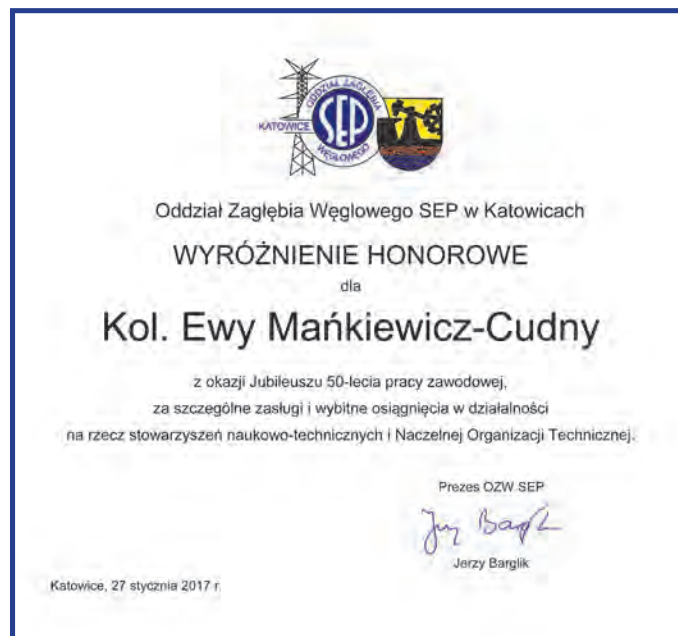 ODDZIAŁ ZAGŁĘBIA
KATOWICE
SEP
WĘGLOWEGO
Oddział Zagłębia Węglowego SEP w Katowicach
WYRÓŻNIENIE HONOROWE
dla
Kol. Ewy Mańkiewicz-Cudny
z okazji Jubileuszu 50-lecia pracy zawodowej,
za szczególne zasługi i wybitne osiągnięcia w działalności
na rzecz stowarzyszeń naukowo-technicznych i Naczelnej Organizacji Technicznej.
Prezes OZW SEP
Jerzy Barglik
Katowice, 27 stycznia 2017 r.